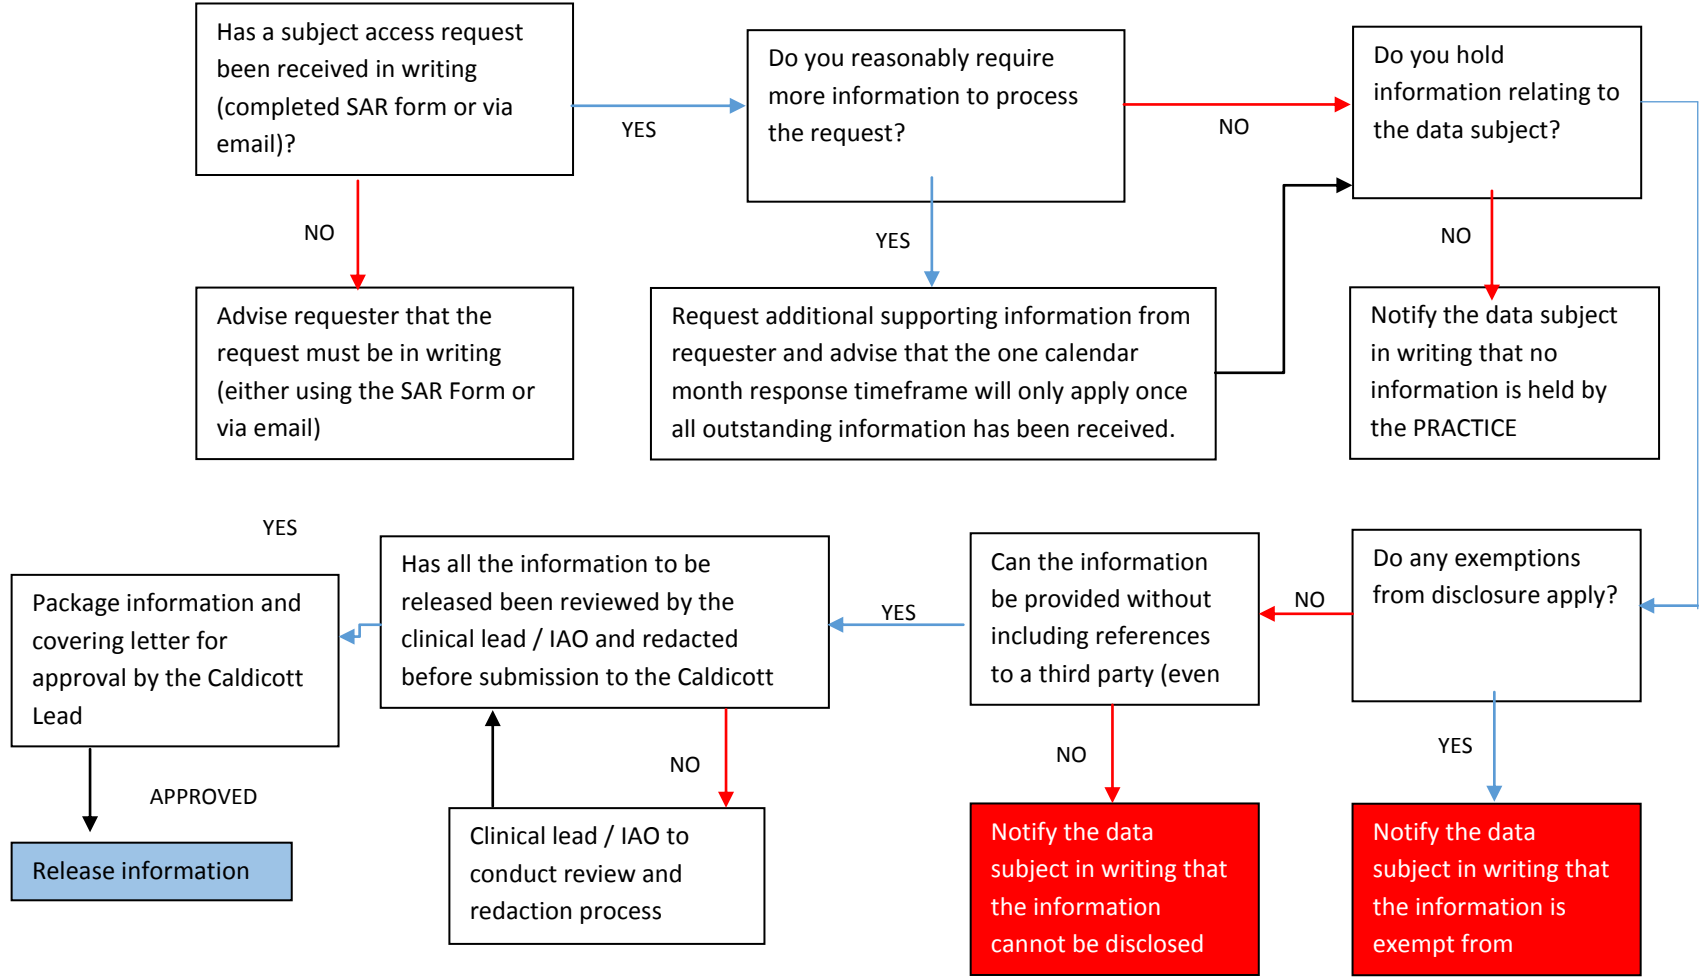 Has a subject access request
been received in writing
(completed SAR form or via
email)?
YES
Do you reasonably require
more information to process
the request?
NO
Do you hold
information relating to
the data subject?
NO
YES
NO
Advise requester that the
request must be in writing
(either using the SAR Form or
via email)
Request additional supporting information from
requester and advise that the one calendar
month response timeframe will only apply once
all outstanding information has been received.
Notify the data subject
in writing that no
information is held by
the PRACTICE
YES
Package information and
covering letter for
approval by the Caldicott
Lead
Has all the information to be
released been reviewed by the
clinical lead / IAO and redacted
before submission to the Caldicott
YES
Can the information
be provided without
including references
to a third party (even
NO
Do any exemptions
from disclosure apply?
APPROVED
NO
NO
YES
Release information
Clinical lead / IAO to
conduct review and
redaction process
Notify the data
subject in writing that
the information
cannot be disclosed
Notify the data
subject in writing that
the information is
exempt from